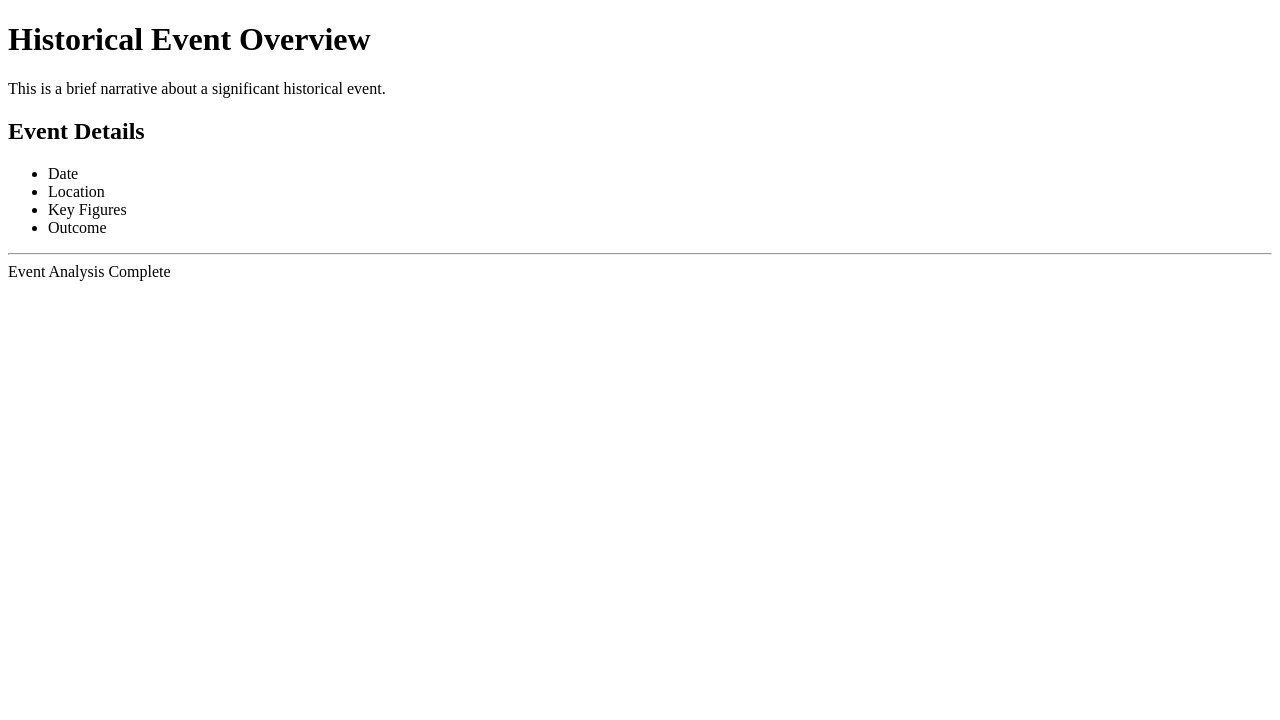 Historical Event Overview
This is a brief narrative about a significant historical event.
Event Details
Date
Location
Key Figures
Outcome
Event Analysis Complete